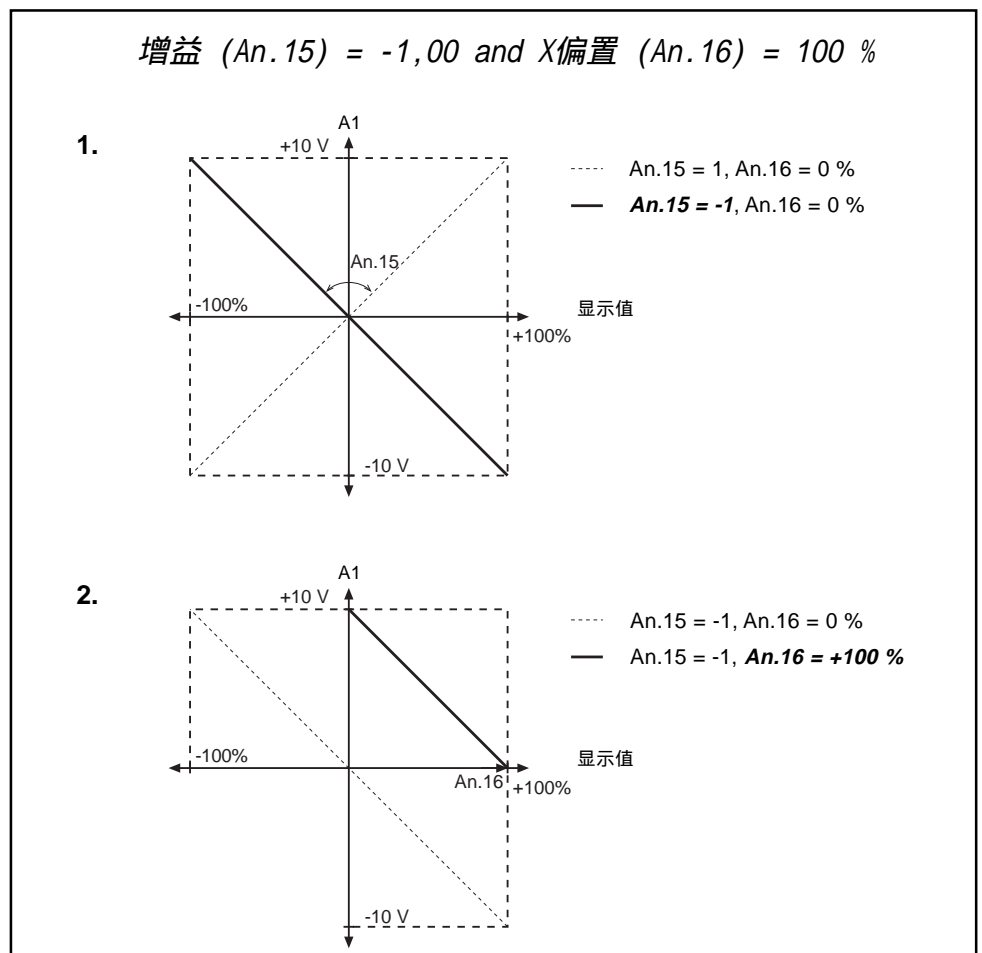 增益 (An.15) = -1,00 and X偏置 (An.16) = 100 %
1.
A1
+10 V
An.15 = 1, An.16 = 0 %
An.15 = -1, An.16 = 0 %
An.15
-100%
显示值
+100%
-10 V
2.
A1
+10 V
An.15 = -1, An.16 = 0 %
An.15 = -1, An.16 = +100 %
-100%
显示值
An.16
+100%
-10 V